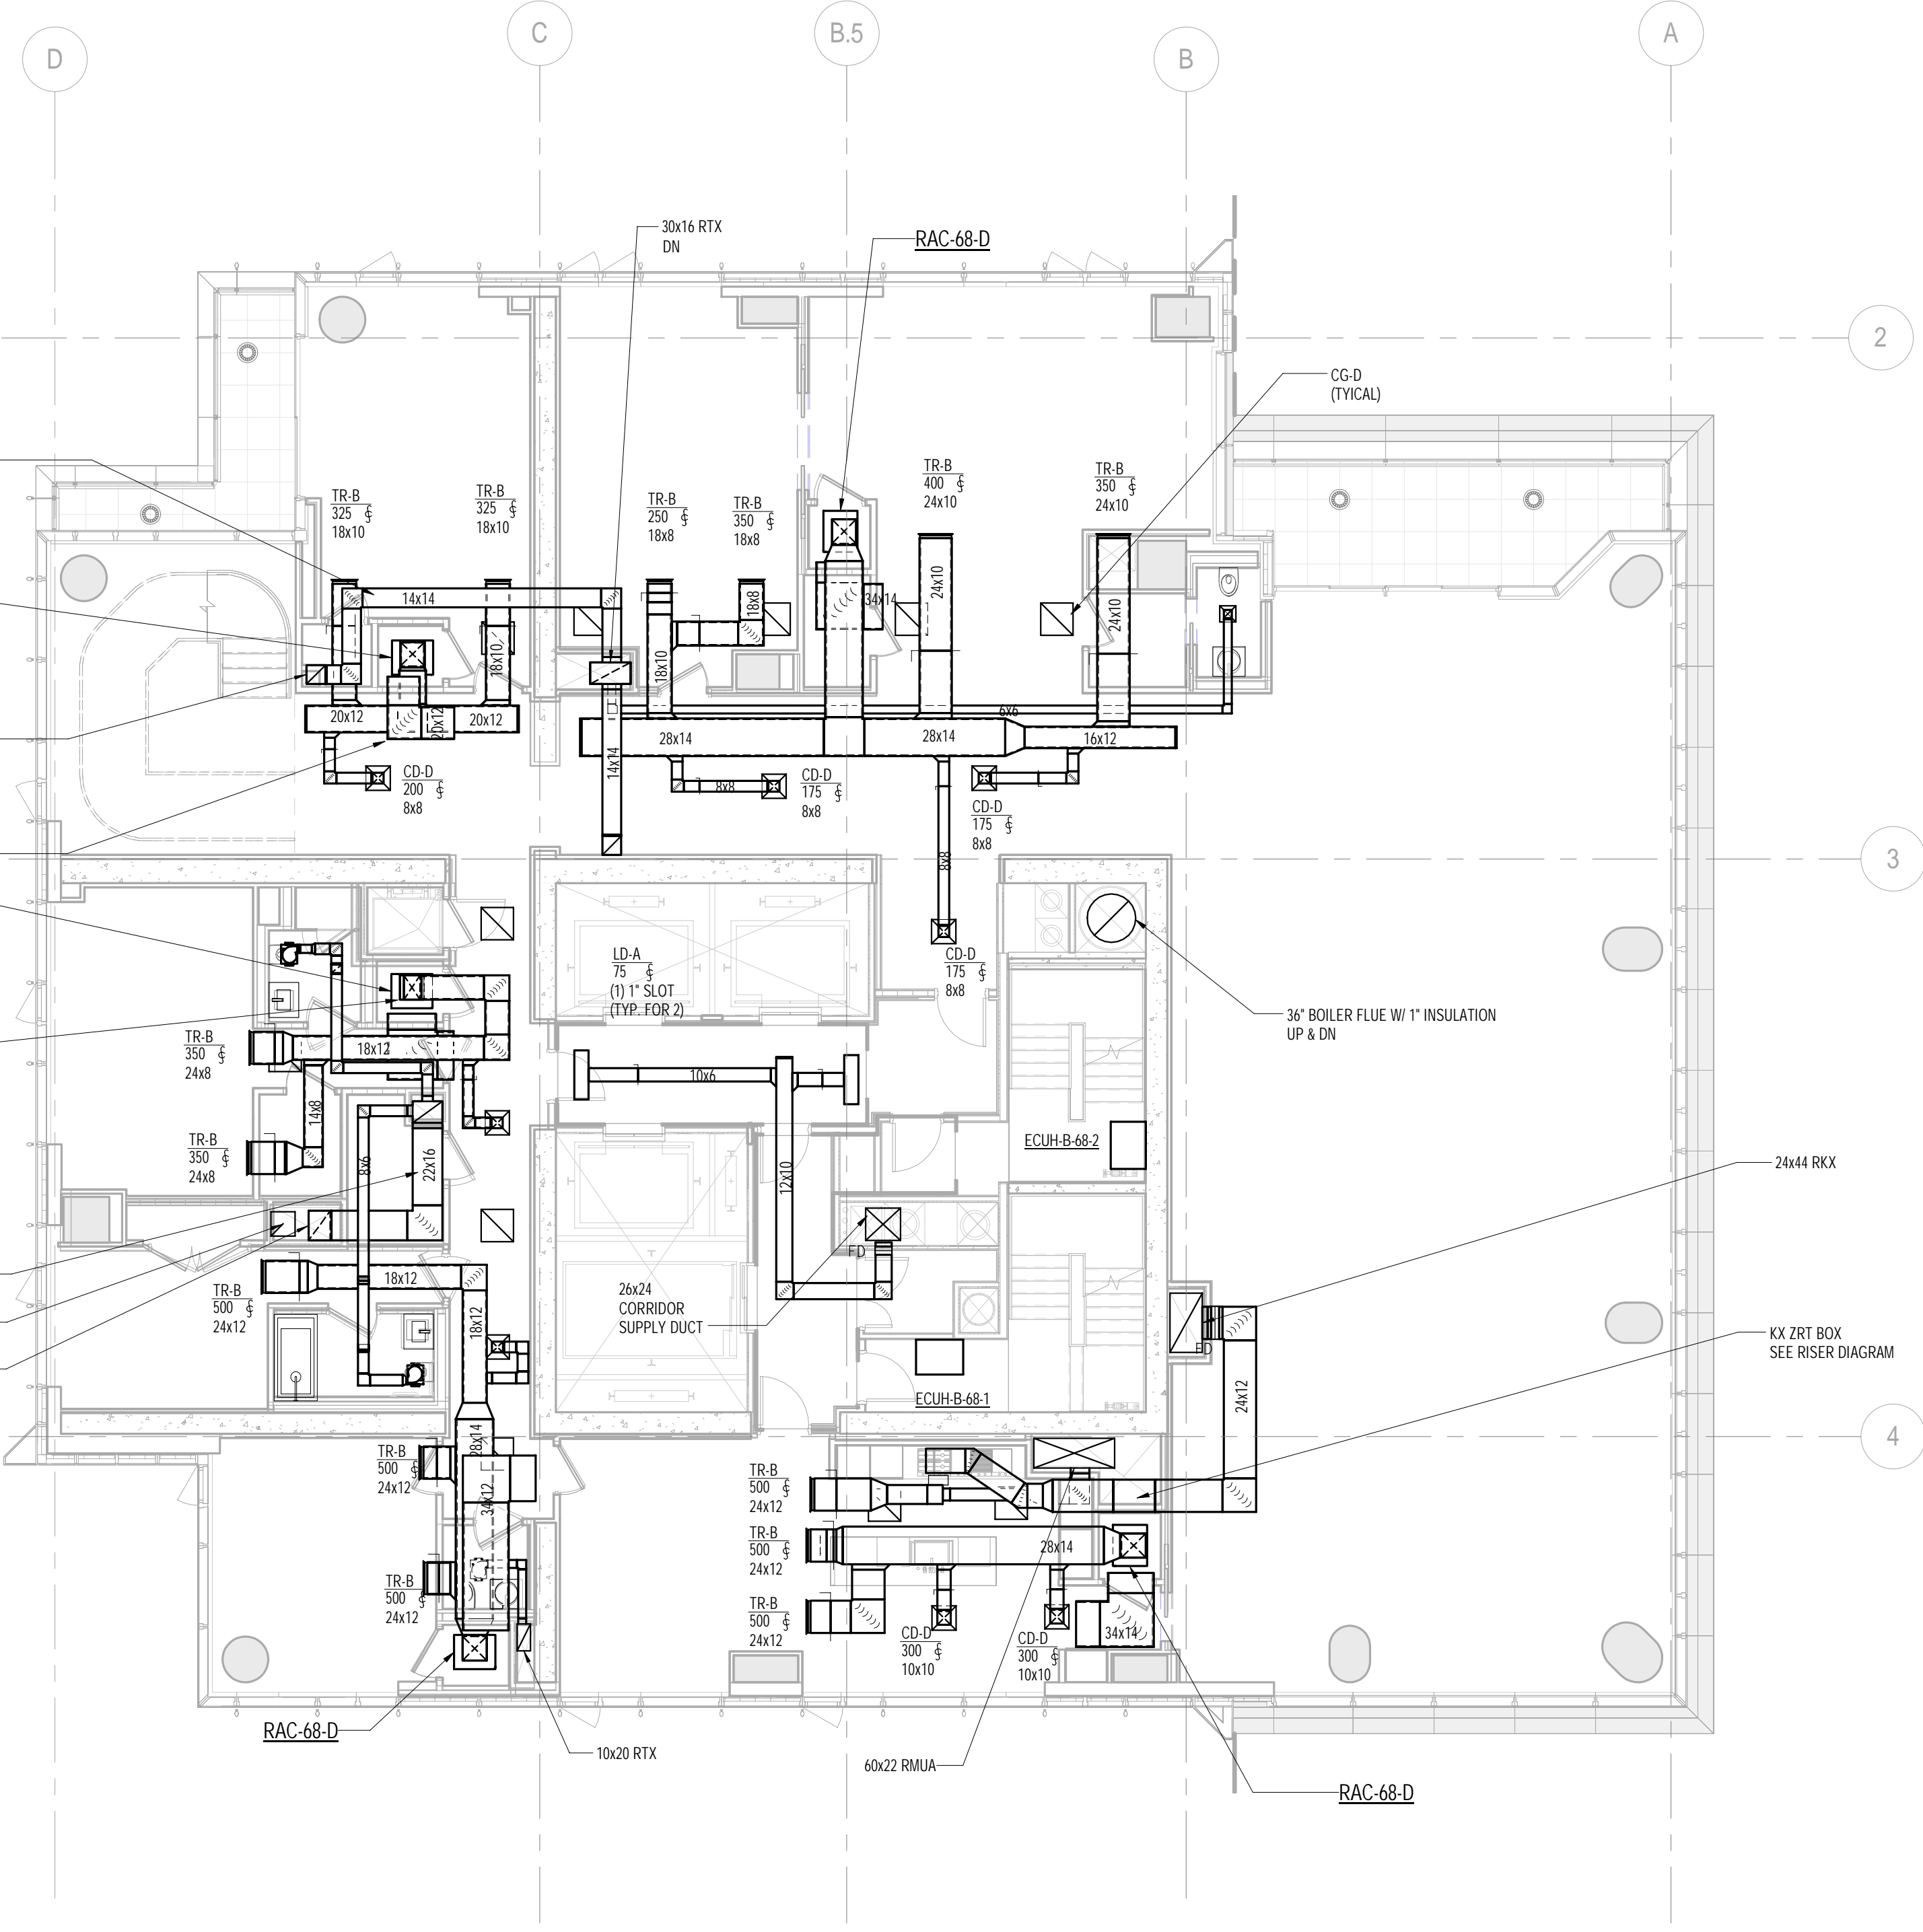 D
C
B.5
B
A
30x16 RTX
DN
RAC-68-D
2
CG-D
(TYICAL)
TR-B
325
18x10
TR-B
325
18x10
TR-B
250
18x8
TR-B
350
18x8
TR-B
400
24x10
TR-B
350
24x10
14x14
18x10
18x10
18x8
34x14
24x10
24x10
20x12
20x12
20x12
6x6
28x14
28x14
16x12
14x14
CD-D
200
8x8
8x8
CD-D
175
8x8
CD-D
175
8x8
8x8
3
LD-A
75
(1) 1" SLOT
(TYP. FOR 2)
CD-D
175
8x8
36" BOILER FLUE W/ 1" INSULATION
UP & DN
TR-B
350
24x8
18x12
14x8
10x6
TR-B
350
24x8
8x6
22x16
12x10
ECUH-B-68-2
24x44 RKX
FD
18x12
TR-B
500
24x12
18x12
26x24
CORRIDOR
SUPPLY DUCT
FD
KX ZRT BOX
SEE RISER DIAGRAM
24x12
ECUH-B-68-1
4
28x14
TR-B
500
24x12
34x12
TR-B
500
24x12
TR-B
500
24x12
28x14
TR-B
500
24x12
TR-B
500
24x12
CD-D
300
10x10
CD-D
300
10x10
34x14
RAC-68-D
10x20 RTX
60x22 RMUA
RAC-68-D